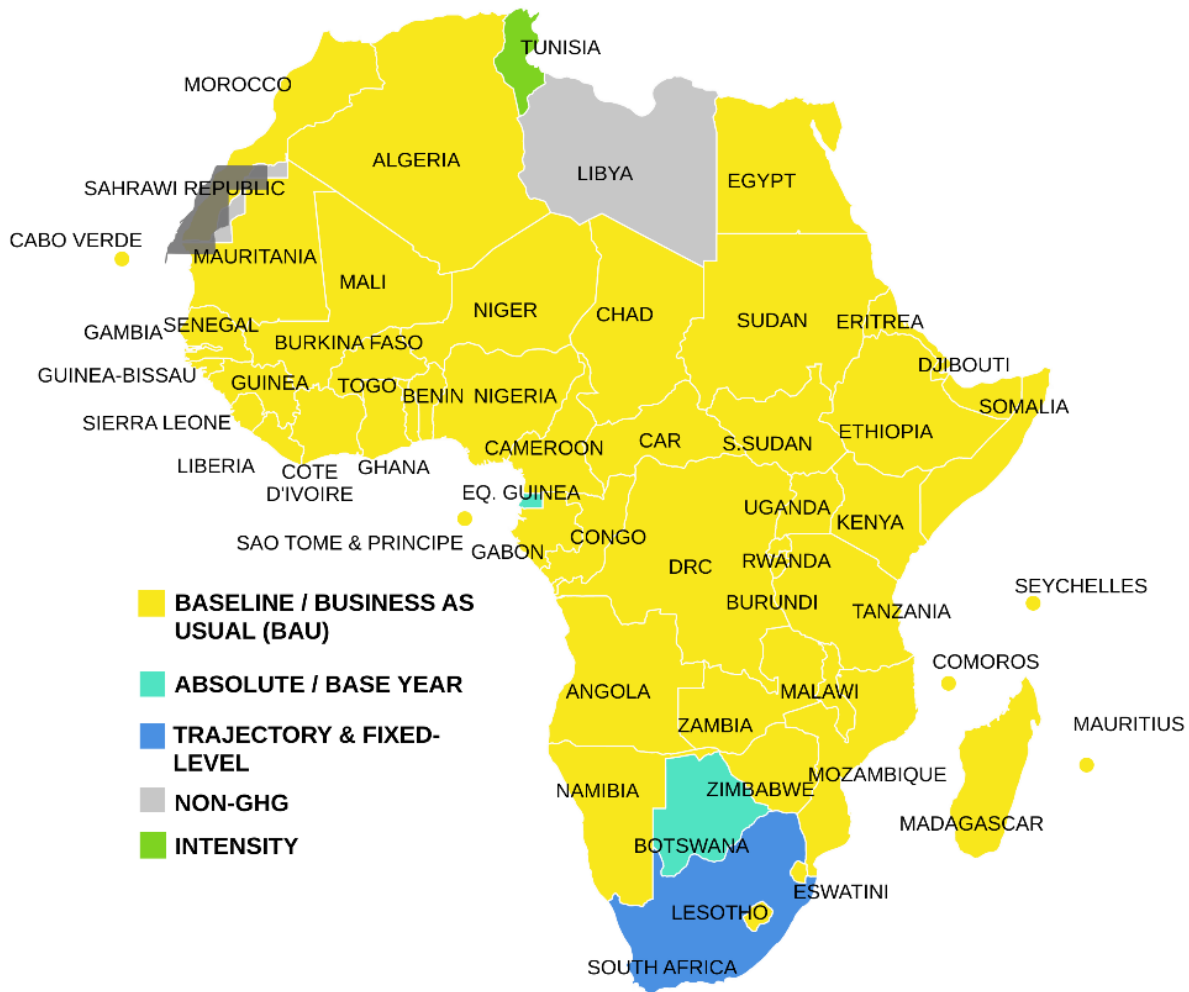 TUNISIA
MOROCCO
ALGERIA
LIBYA
EGYPT
SAHRAWI REPUBLIC
CABO VERDE
MAURITANIA
MALI
NIGER
CHAD
SUDAN
ERITREA
GAMBIA
SENEGAL
BURKINA FASO
DJIBOUTI
GUINEA-BISSAU
GUINEA
TOGO
BENIN
NIGERIA
SOMALIA
SIERRA LEONE
CAMEROON
CAR
S.SUDAN
ETHIOPIA
LIBERIA
COTE
D'IVOIRE
GHANA
EQ. GUINEA
UGANDA
KENYA
SAO TOME & PRINCIPE
GABON
CONGO
DRC
RWANDA
BURUNDI
TANZANIA
SEYCHELLES
COMOROS
ANGOLA
MALAWI
ZAMBIA
MAURITIUS
NAMIBIA
ZIMBABWE
MOZAMBIQUE
MADAGASCAR
BOTSWANA
ESWATINI
LESOTHO
SOUTH AFRICA
BASELINE / BUSINESS AS
USUAL (BAU)
ABSOLUTE / BASE YEAR
TRAJECTORY & FIXED-
LEVEL
NON-GHG
INTENSITY